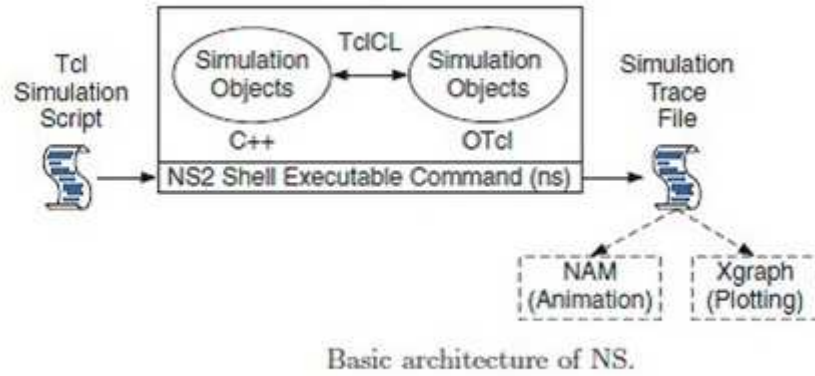 Tcl
Simulation
Script
Simulation
Objects
C++
TclCL
Simulation
Objects
OTcl
NS2 Shell Executable Command (ns)
Simulation
Trace
File
NAM
(Animation)
Xgraph
(Plotting)
Basic architecture of NS.